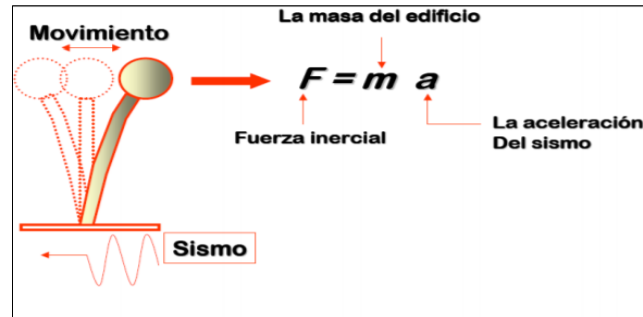 La masa del edificio
Movimiento
F = m a
Fuerza inercial
La aceleración
Del sismo
Sismo